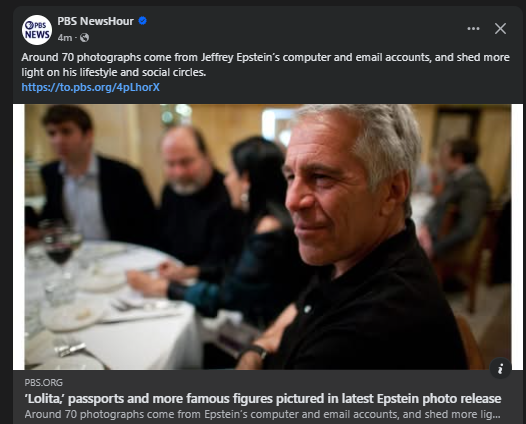 PBS NEWS
PBS NewsHour
4m ·
Around 70 photographs come from Jeffrey Epstein's computer and email accounts, and shed more
light on his lifestyle and social circles.
https://to.pbs.org/4pLhorX
PBS.ORG
‘Lolita,’ passports and more famous figures pictured in latest Epstein photo release
Around 70 photographs come from Epstein's computer and email accounts, and shed more lig...